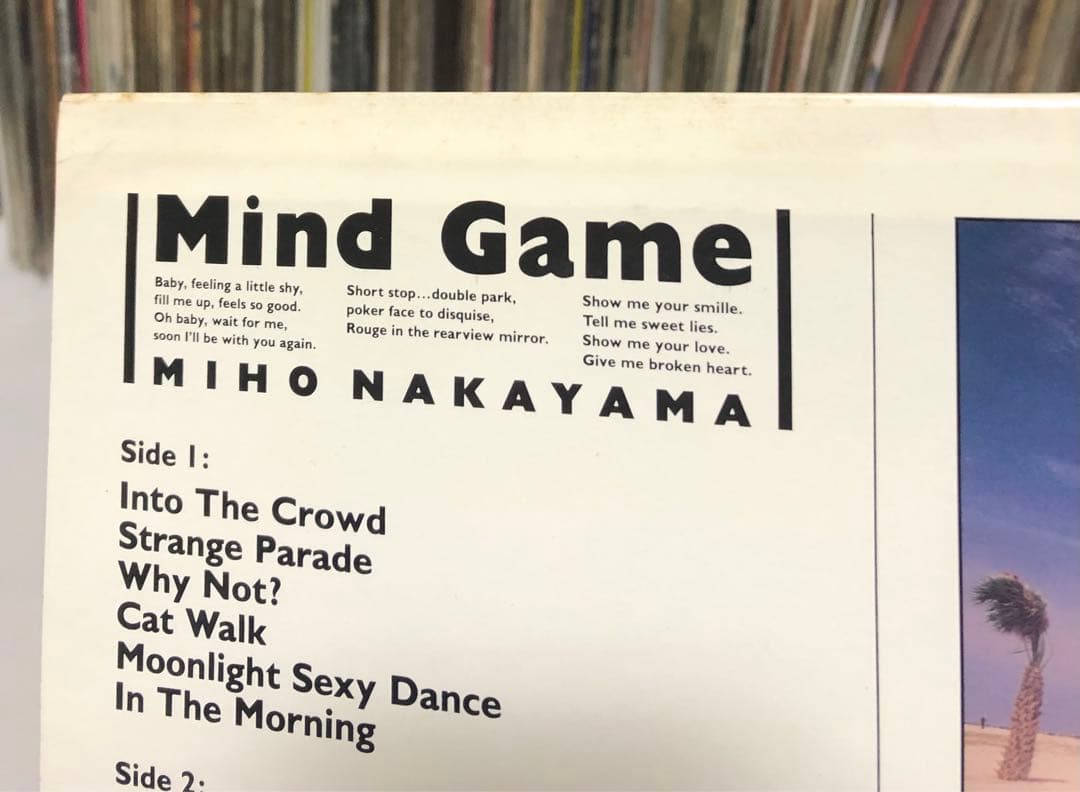 Mind Game
Baby, feeling a little shy,
fill me up, feels so good.
Oh baby, wait for me,
soon I'll be with you again.
Short stop...double park,
poker face to disquise,
Rouge in the rearview mirror.
Show me your smille.
Tell me sweet lies.
Show me your love.
Give me broken heart.
MIHO NAKAYAMA
Side 1:
Into The Crowd
Strange Parade
Why Not?
Cat Walk
Moonlight Sexy Dance
In The Morning
Side 2: